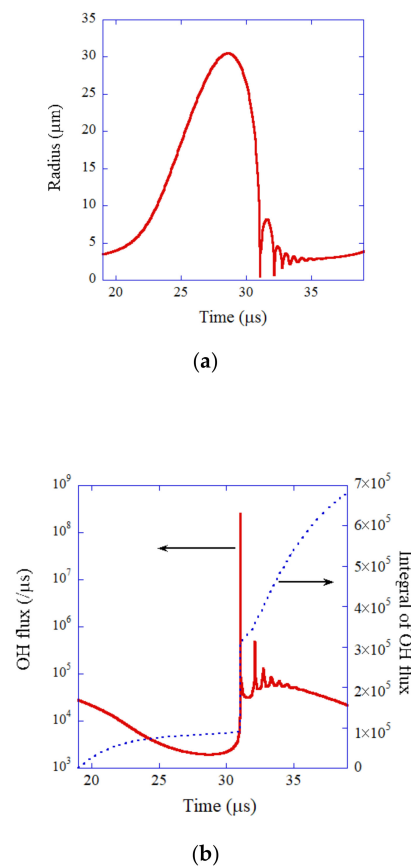 35
30
25
20
15
10
5
0
Radius (μm)
20 25 30 35
Time (μs)
(a)
10⁹
10⁸
10⁷
10⁶
10⁵
10⁴
10³
OH flux (/μs)
7×10⁵
6×10⁵
5×10⁵
4×10⁵
3×10⁵
2×10⁵
1×10⁵
0
Integral of OH
flux
20 25 30 35
Time (μs)
(b)